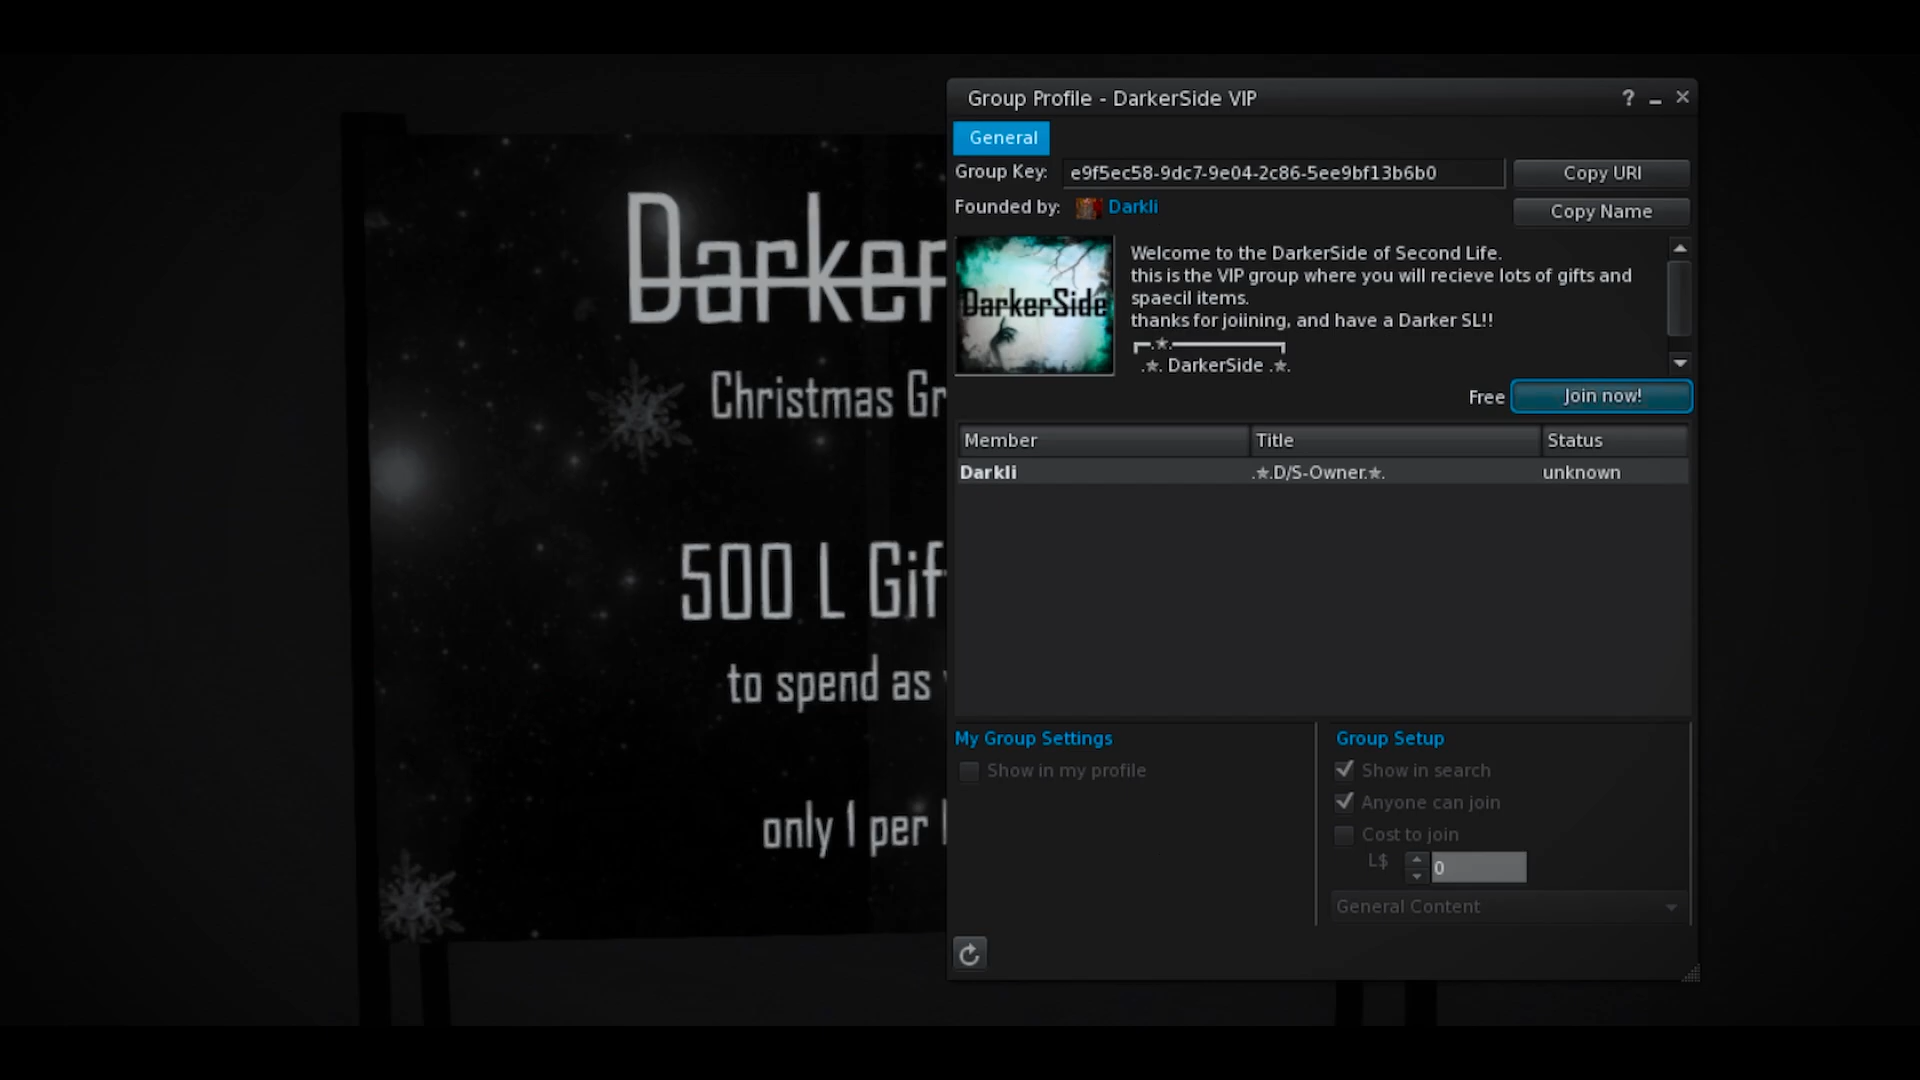 Darker
Christmas Gr
500 L Gif
to spend as
only 1 per
Group Profile - DarkerSide VIP
? _ ×
General
Group Key: e9f5ec58-9dc7-9e04-2c86-5ee9bf13b6b0 Copy URI
Founded by: Darkli Copy Name
DarkerSide
Welcome to the DarkerSide of Second Life.
this is the VIP group where you will recieve lots of gifts and
spaecil items.
thanks for joiining, and have a Darker SL!!
┏-.★.━━━━━━━┓
.★. DarkerSide .★.
Free Join now!
Member Title Status
Darkli .★.D/S-Owner.★. unknown
My Group Settings
Show in my profile
Group Setup
Show in search
Anyone can join
Cost to join
L$ 0
General Content